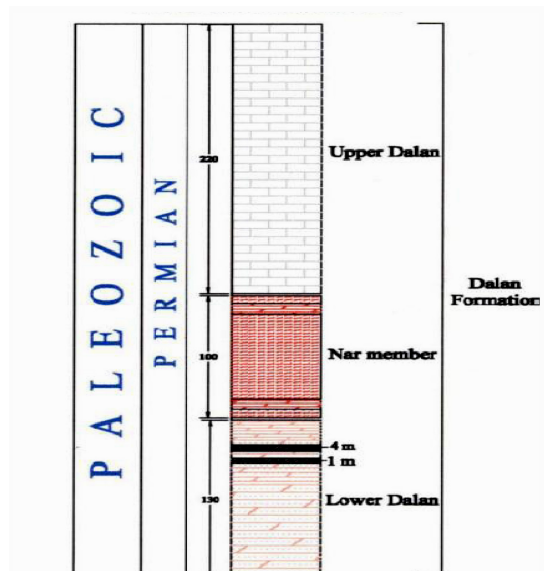 PALEOZOIC
PERMIAN
220
Upper Dalan
Dalan
Formation
100
Nar member
4 m
1 m
130
Lower Dalan